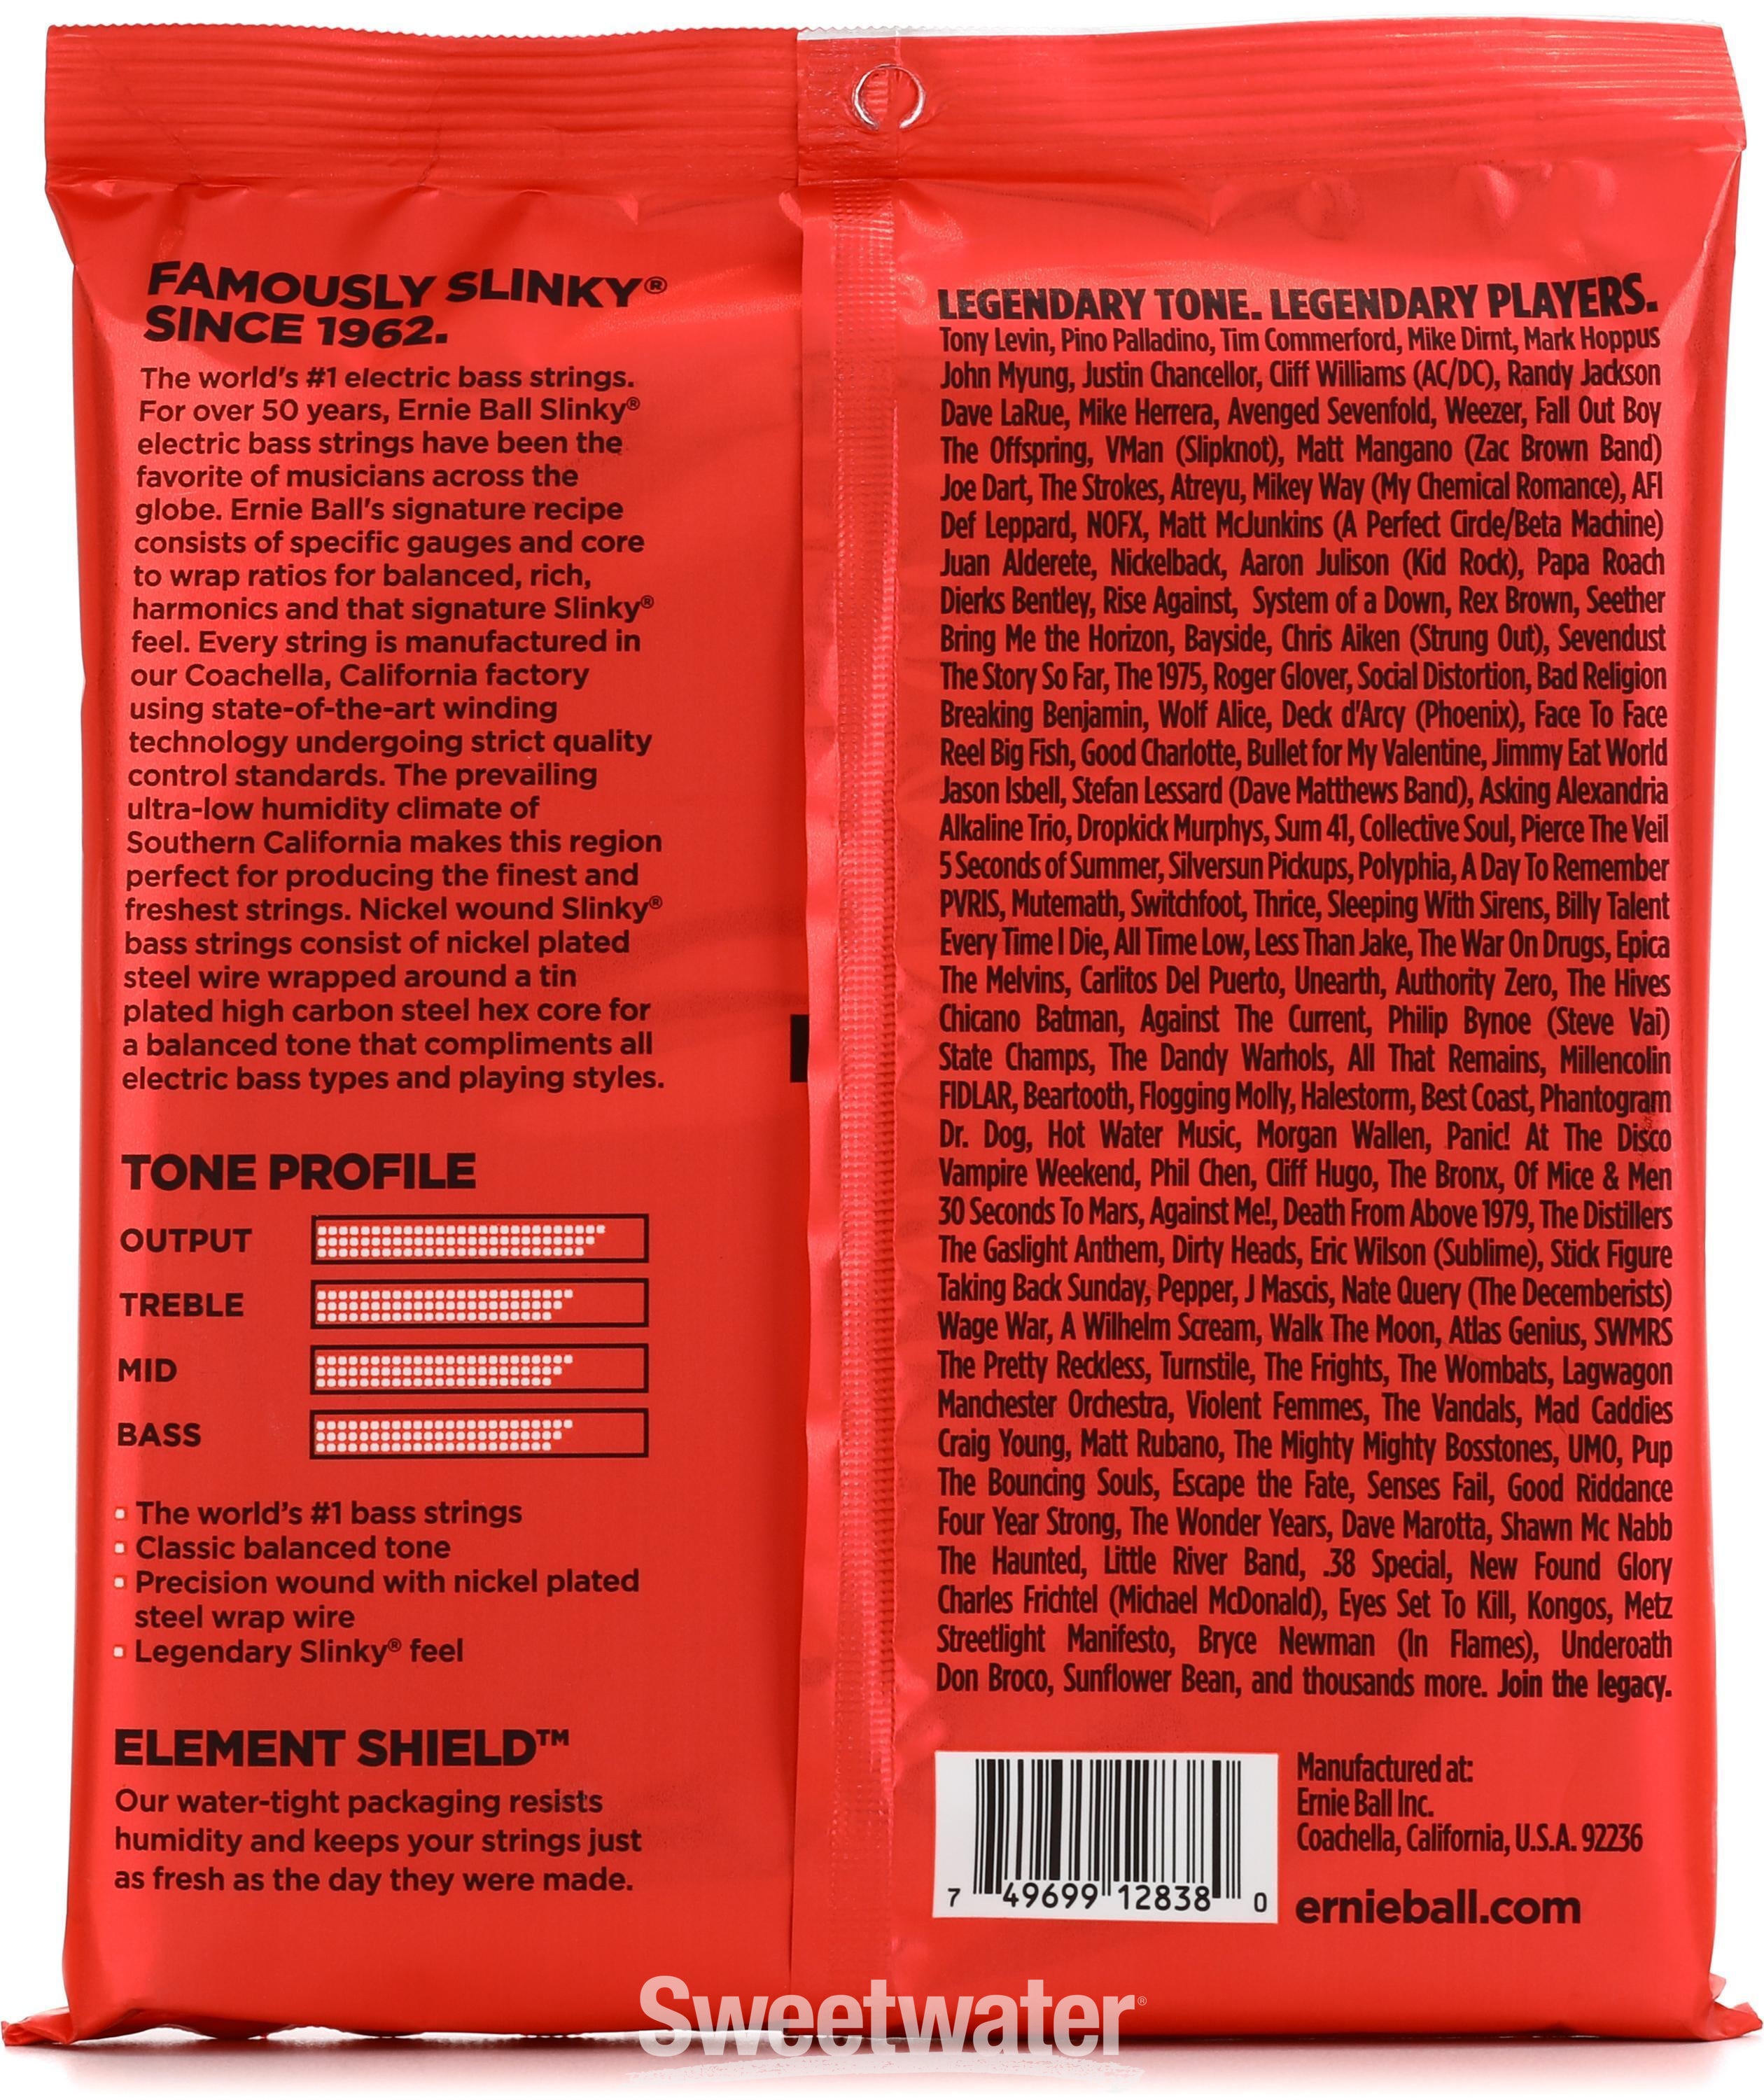 FAMOUSLY SLINKY®
SINCE 1962.
The world's #1 electric bass strings.
For over 50 years, Ernie Ball Slinky®
electric bass strings have been the
favorite of musicians across the
globe. Ernie Ball's signature recipe
consists of specific gauges and core
to wrap ratios for balanced, rich,
harmonics and that signature Slinky®
feel. Every string is manufactured in
our Coachella, California factory
using state-of-the-art winding
technology undergoing strict quality
control standards. The prevailing
ultra-low humidity climate of
Southern California makes this region
perfect for producing the finest and
freshest strings. Nickel wound Slinky®
bass strings consist of nickel plated
steel wire wrapped around a tin
plated high carbon steel hex core for
a balanced tone that compliments all
electric bass types and playing styles.
TONE PROFILE
OUTPUT
TREBLE
MID
BASS
The world's #1 bass strings
Classic balanced tone
Precision wound with nickel plated
steel wrap wire
Legendary Slinky® feel
ELEMENT SHIELD™
Our water-tight packaging resists
humidity and keeps your strings just
as fresh as the day they were made.
LEGENDARY TONE. LEGENDARY PLAYERS.
Tony Levin, Pino Palladino, Tim Commerford, Mike Dirnt, Mark Hoppus
John Myung, Justin Chancellor, Cliff Williams (AC/DC), Randy Jackson
Dave LaRue, Mike Herrera, Avenged Sevenfold, Weezer, Fall Out Boy
The Offspring, VMan (Slipknot), Matt Mangano (Zac Brown Band)
Joe Dart, The Strokes, Atreyu, Mikey Way (My Chemical Romance), AFI
Def Leppard, NOFX, Matt McJunkins (A Perfect Circle/Beta Machine)
Juan Alderete, Nickelback, Aaron Julison (Kid Rock), Papa Roach
Dierks Bentley, Rise Against, System of a Down, Rex Brown, Seether
Bring Me the Horizon, Bayside, Chris Aiken (Strung Out), Sevendust
The Story So Far, The 1975, Roger Glover, Social Distortion, Bad Religion
Breaking Benjamin, Wolf Alice, Deck d'Arcy (Phoenix), Face To Face
Reel Big Fish, Good Charlotte, Bullet for My Valentine, Jimmy Eat World
Jason Isbell, Stefan Lessard (Dave Matthews Band), Asking Alexandria
Alkaline Trio, Dropkick Murphys, Sum 41, Collective Soul, Pierce The Veil
5 Seconds of Summer, Silversun Pickups, Polyphia, A Day To Remember
PVRIS, Mutemath, Switchfoot, Thrice, Sleeping With Sirens, Billy Talent
Every Time I Die, All Time Low, Less Than Jake, The War On Drugs, Epica
The Melvins, Carlitos Del Puerto, Unearth, Authority Zero, The Hives
Chicano Batman, Against The Current, Philip Bynoe (Steve Vai)
State Champs, The Dandy Warhols, All That Remains, Millencolin
FIDLAR, Beartooth, Flogging Molly, Halestorm, Best Coast, Phantogram
Dr. Dog, Hot Water Music, Morgan Wallen, Panic! At The Disco
Vampire Weekend, Phil Chen, Cliff Hugo, The Bronx, Of Mice & Men
30 Seconds To Mars, Against Me!, Death From Above 1979, The Distillers
The Gaslight Anthem, Dirty Heads, Eric Wilson (Sublime), Stick Figure
Taking Back Sunday, Pepper, J Mascis, Nate Query (The Decemberists)
Wage War, A Wilhelm Scream, Walk The Moon, Atlas Genius, SWMRS
The Pretty Reckless, Turnstile, The Frights, The Wombats, Lagwagon
Manchester Orchestra, Violent Femmes, The Vandals, Mad Caddies
Craig Young, Matt Rubano, The Mighty Mighty Bosstones, UMO, Pup
The Bouncing Souls, Escape the Fate, Senses Fail, Good Riddance
Four Year Strong, The Wonder Years, Dave Marotta, Shawn Mc Nabb
The Haunted, Little River Band, .38 Special, New Found Glory
Charles Frichtel (Michael McDonald), Eyes Set To Kill, Kongos, Metz
Streetlight Manifesto, Bryce Newman (In Flames), Underoath
Don Broco, Sunflower Bean, and thousands more. Join the legacy.
7 49699 12838 0
Manufactured at:
Ernie Ball Inc.
Coachella, California, U.S.A. 92236
ernieball.com
Sweetwater®